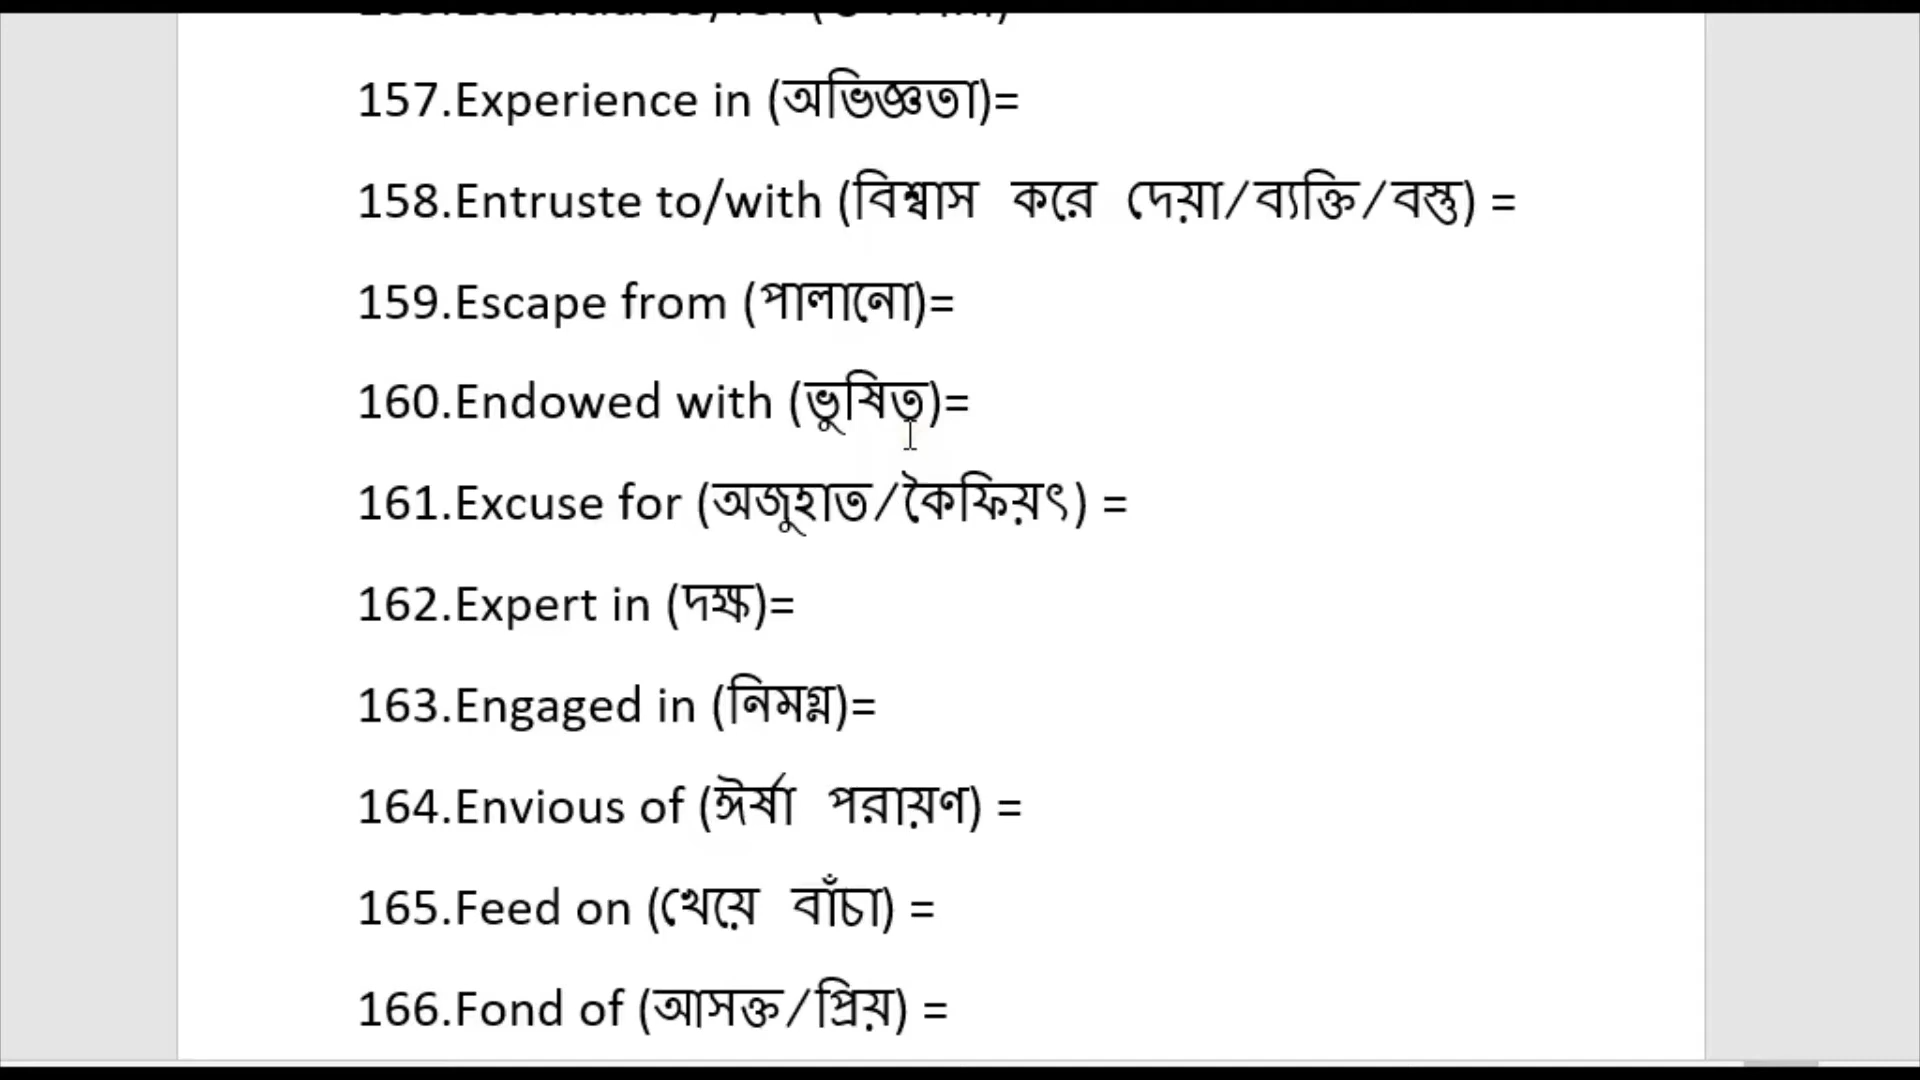 157.Experience in (অভিজ্ঞতা)=
158.Entruste to/with (বিশ্বাস করে দেয়া/ব্যক্তি/বস্তু) =
159.Escape from (পালানো)=
160.Endowed with (ভুষিত)=
161.Excuse for (অজুহাত/কৈফিয়ৎ) =
162.Expert in (দক্ষ)=
163.Engaged in (নিমগ্ন)=
164.Envious of (ঈর্ষা পরায়ণ) =
165.Feed on (খেয়ে বাঁচা) =
166.Fond of (আসক্ত/প্রিয়) =